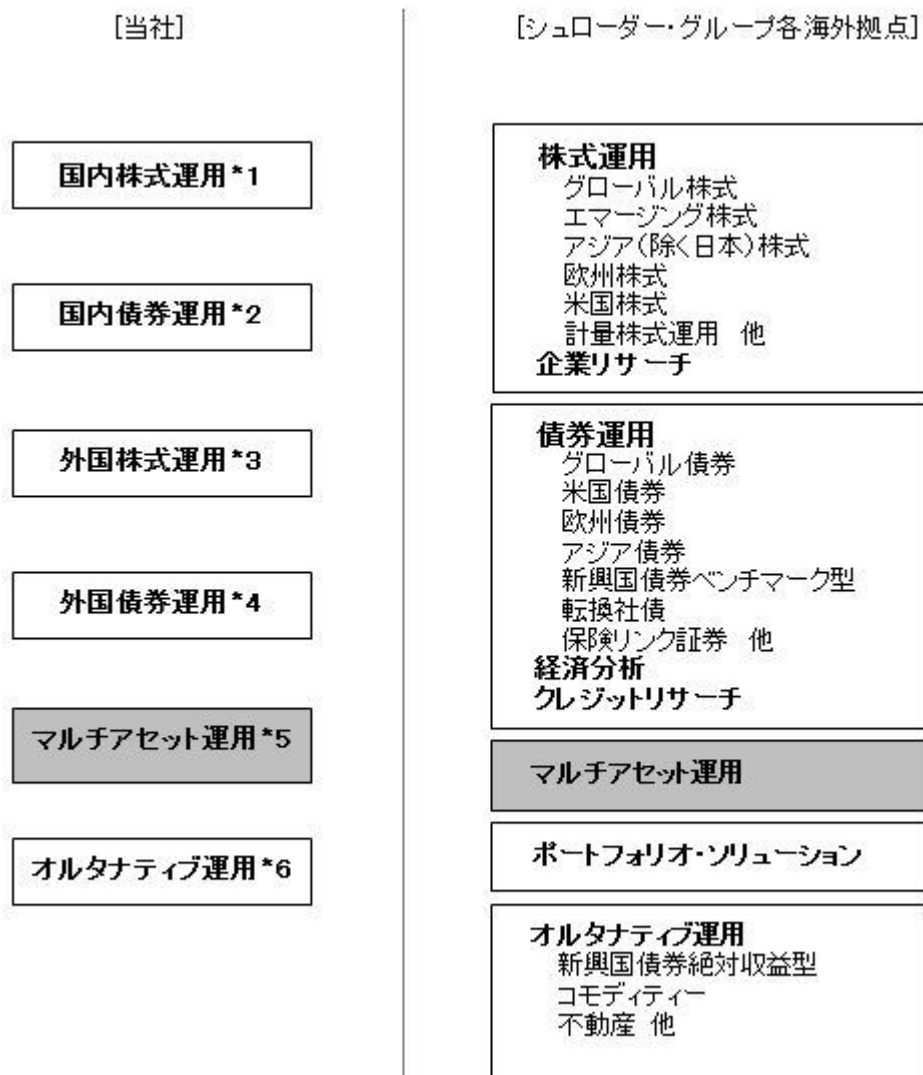 [当社]
国内株式運用*1
国内債券運用*2
外国株式運用*3
外国債券運用*4
マルチアセット運用*5
オルタナティブ運用*6
[シュローダー・グループ各海外拠点]
株式運用
グローバル株式
エマージング株式
アジア(除く日本)株式
欧州株式
米国株式
計量株式運用 他
企業リサーチ
債券運用
グローバル債券
米国債券
欧州債券
アジア債券
新興国債券ベンチマーク型
転換社債
保険リンク証券 他
経済分析
クレジットリサーチ
マルチアセット運用
ポートフォリオ・ソリューション
オルタナティブ運用
新興国債券絶対収益型
コモディティー
不動産 他